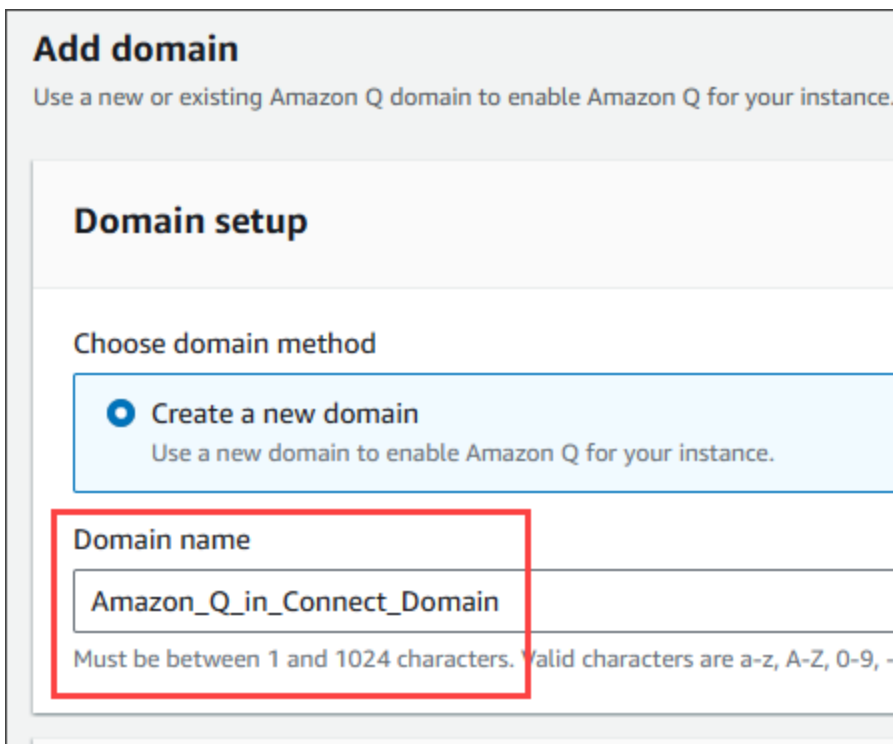 Add domain
Use a new or existing Amazon Q domain to enable Amazon Q for your instance.
Domain setup
Choose domain method
Create a new domain
Use a new domain to enable Amazon Q for your instance.
Domain name
Amazon_Q_in_Connect_Domain
Must be between 1 and 1024 characters. Valid characters are a-z, A-Z, 0-9, -